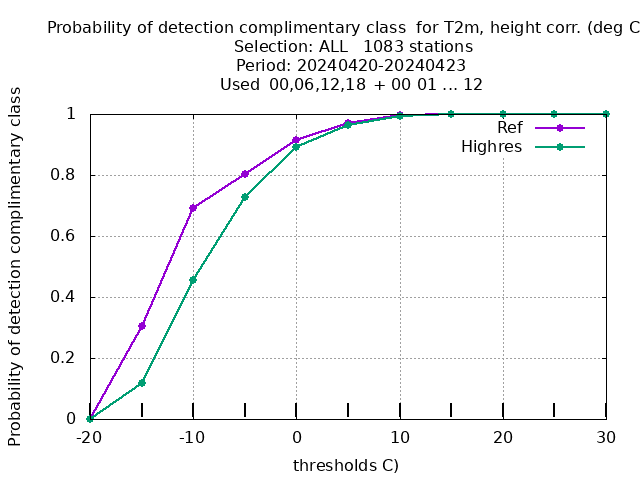 Probability of detection complimentary class  for T2m, height corr. (deg C
Selection: ALL   1083 stations
Period: 20240420-20240423
Used  00,06,12,18  + 00 01 ... 12
Probability of detection complimentary class
1
0.8
0.6
0.4
0.2
0
Ref
Highres
-20
-10
0
10
20
30
thresholds C)